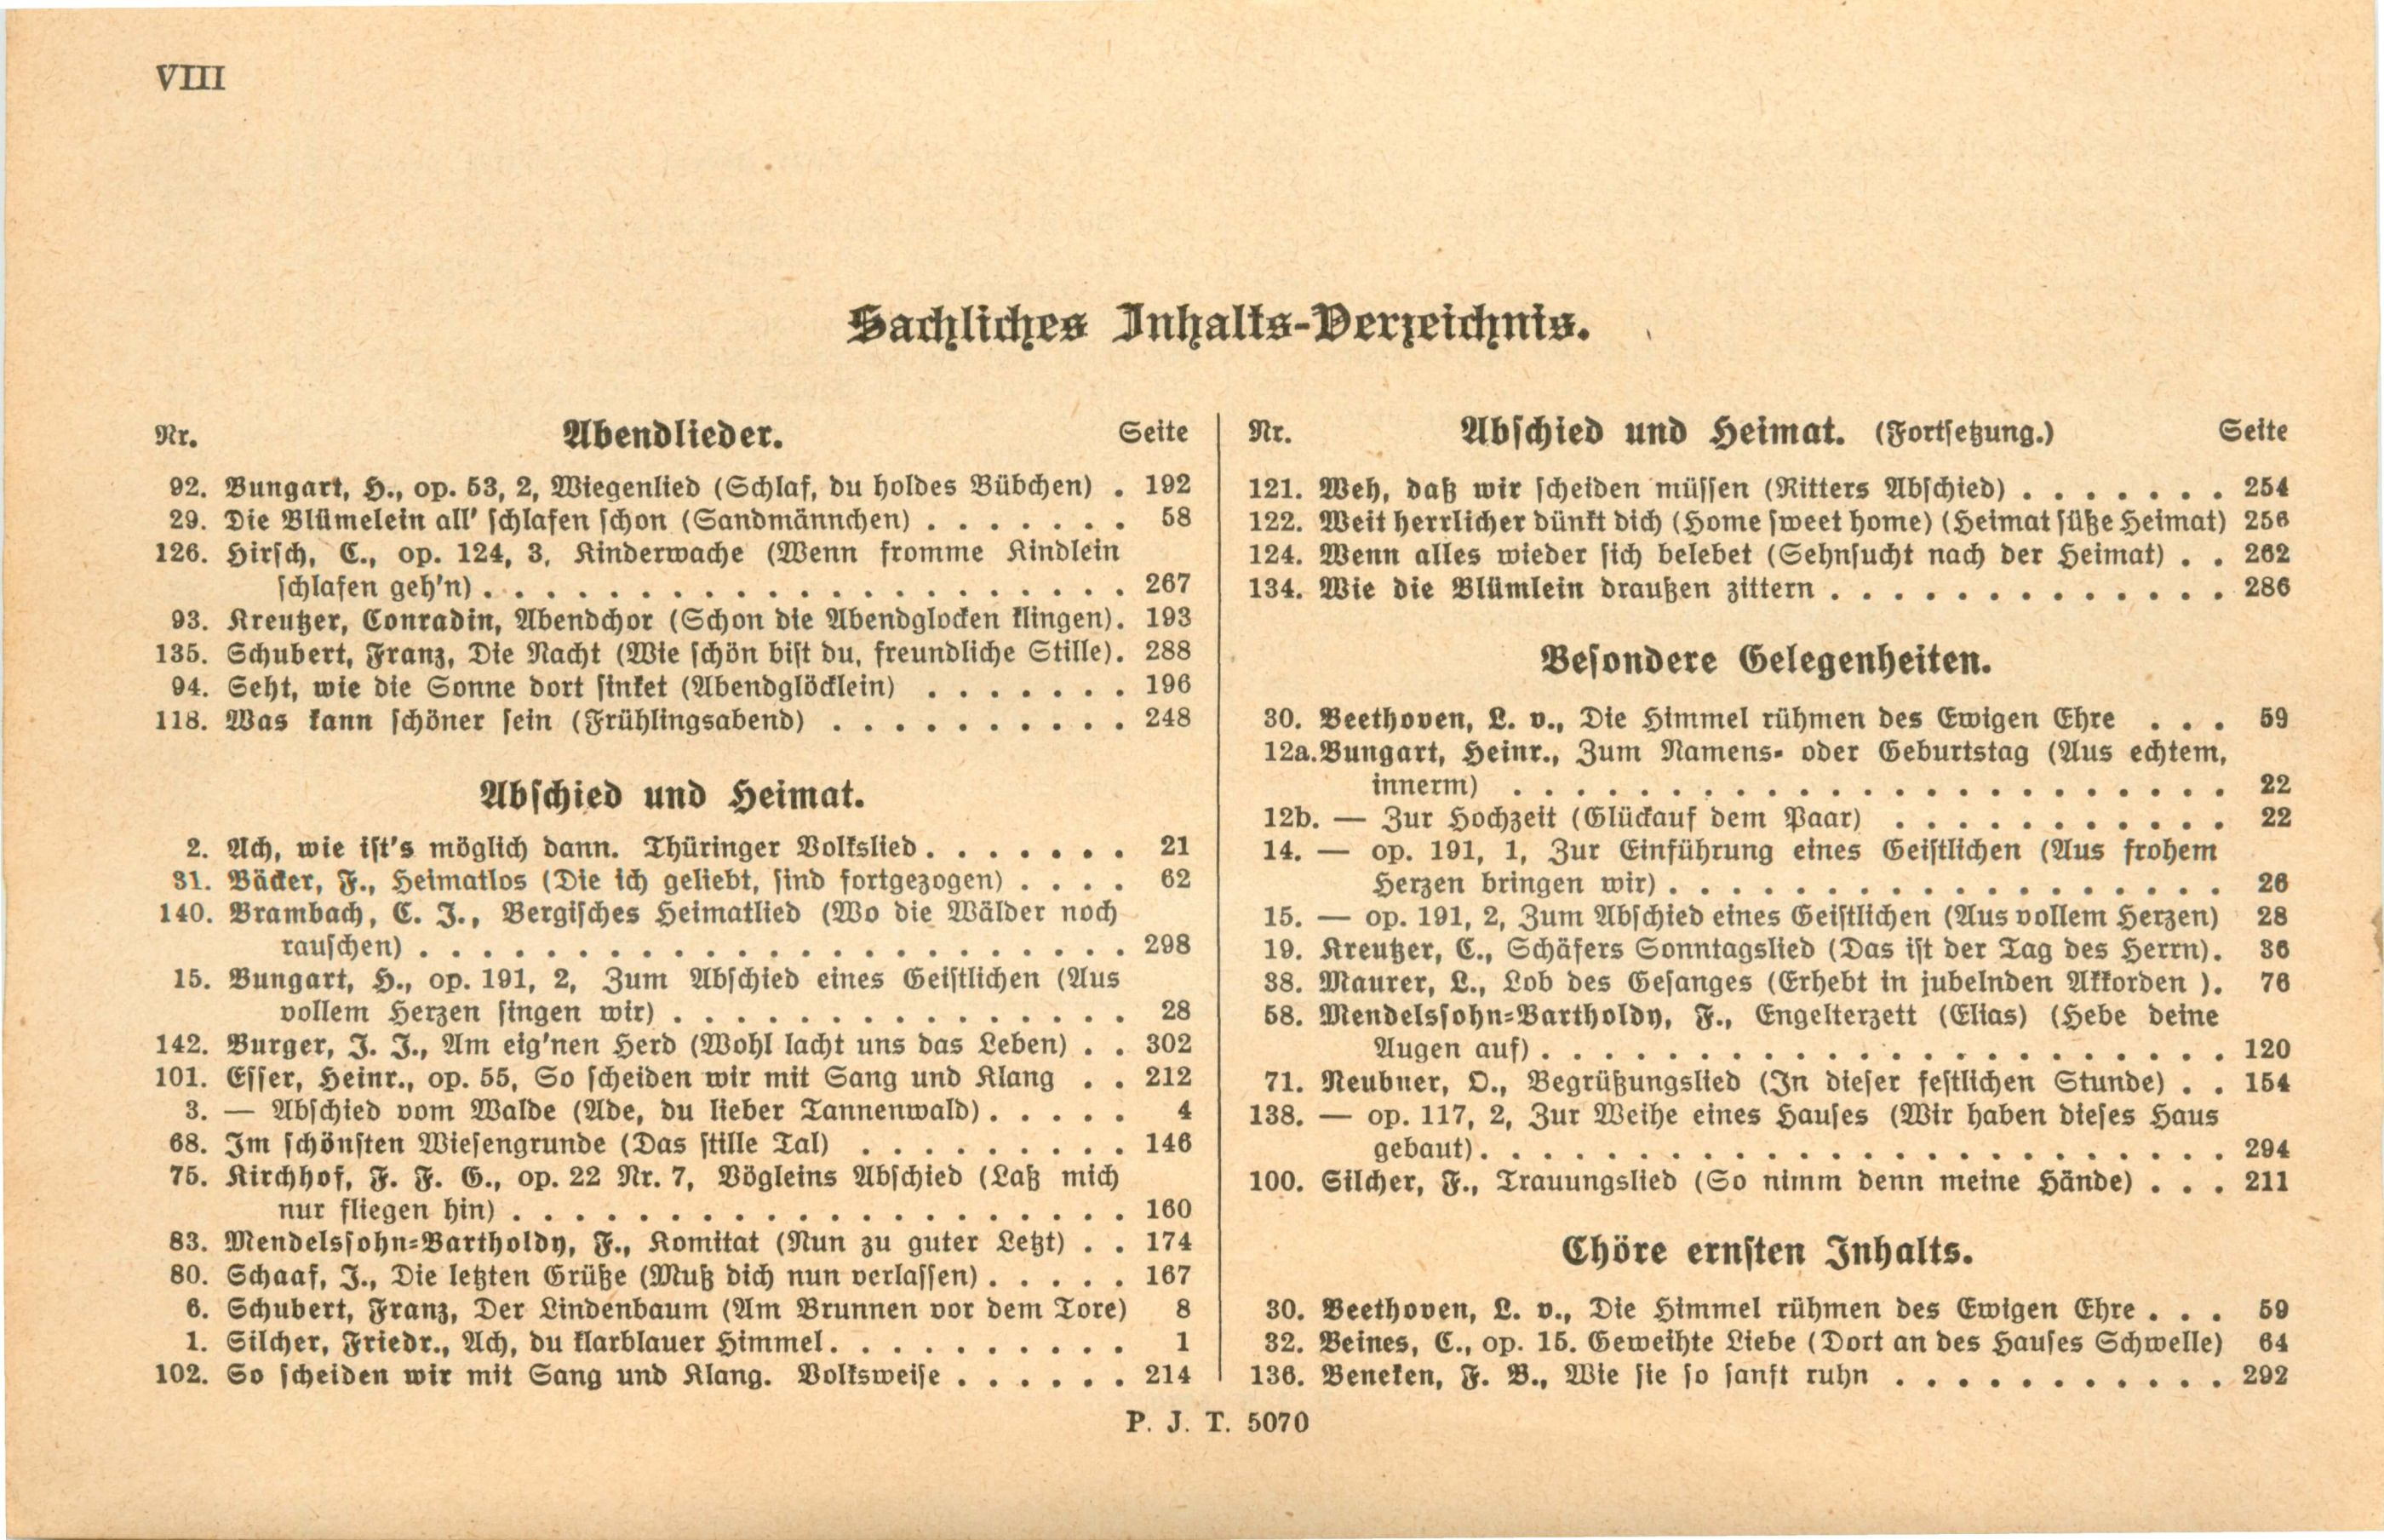 VIII
Sachliches Inhalts-Verzeichnis.
Nr. Abendlieder. Seite
92. Bungart, H., op. 53, 2, Wiegenlied (Schlaf, du holdes Bübchen) . 192
29. Die Blümelein all' schlafen schon (Sandmännchen) . . . . . . . 58
126. Hirsch, C., op. 124, 3, Kinderwache (Wenn fromme Kindlein
schlafen geh'n) . . . . . . . . . . . . . . . . . . . . 267
93. Kreutzer, Conradin, Abendchor (Schon die Abendglocken klingen). 193
135. Schubert, Franz, Die Nacht (Wie schön bist du, freundliche Stille). 288
94. Seht, wie die Sonne dort sinket (Abendglöcklein) . . . . . . . 196
118. Was kann schöner sein (Frühlingsabend) . . . . . . . . . . 248
Abschied und Heimat.
2. Ach, wie ist's möglich dann. Thüringer Volkslied . . . . . . . 21
31. Bäcker, F., Heimatlos (Die ich geliebt, sind fortgezogen) . . . . 62
140. Brambach, C. J., Bergisches Heimatlied (Wo die Wälder noch
rauschen) . . . . . . . . . . . . . . . . . . . . . . . 298
15. Bungart, H., op. 191, 2, Zum Abschied eines Geistlichen (Aus
vollem Herzen singen wir) . . . . . . . . . . . . . . . 28
142. Burger, J. J., Am eig'nen Herd (Wohl lacht uns das Leben) . . 302
101. Esser, Heinr., op. 55, So scheiden wir mit Sang und Klang . . 212
3. — Abschied vom Walde (Ade, du lieber Tannenwald) . . . . . 4
68. Im schönsten Wiesengrunde (Das stille Tal) . . . . . . . . . 146
75. Kirchhof, F. F. G., op. 22 Nr. 7, Vögleins Abschied (Laß mich
nur fliegen hin) . . . . . . . . . . . . . . . . . . . . 160
83. Mendelssohn-Bartholdy, F., Komitat (Nun zu guter Letzt) . . 174
80. Schaaf, J., Die letzten Grüße (Muß dich nun verlassen) . . . . . 167
6. Schubert, Franz, Der Lindenbaum (Am Brunnen vor dem Tore) 8
1. Silcher, Friedr., Ach, du klarblauer Himmel. . . . . . . . . . 1
102. So scheiden wir mit Sang und Klang. Volksweise . . . . . . 214
Nr. Abschied und Heimat. (Fortsetzung.) Seite
121. Weh, daß wir scheiden müssen (Ritters Abschied) . . . . . . . 254
122. Weit herrlicher dünkt dich (Home sweet home) (Heimat süße Heimat) 256
124. Wenn alles wieder sich belebet (Sehnsucht nach der Heimat) . . 262
134. Wie die Blümlein draußen zittern . . . . . . . . . . . . . 286
Besondere Gelegenheiten.
30. Beethoven, L. v., Die Himmel rühmen des Ewigen Ehre . . . 59
12a. Bungart, Heinr., Zum Namens- oder Geburtstag (Aus echtem,
innerm) . . . . . . . . . . . . . . . . . . . . . . . 22
12b. — Zur Hochzeit (Glückauf dem Paar) . . . . . . . . . . . 22
14. — op. 191, 1, Zur Einführung eines Geistlichen (Aus frohem
Herzen bringen wir) . . . . . . . . . . . . . . . . . . 26
15. — op. 191, 2, Zum Abschied eines Geistlichen (Aus vollem Herzen) 28
19. Kreutzer, C., Schäfers Sonntagslied (Das ist der Tag des Herrn). 36
38. Maurer, L., Lob des Gesanges (Erhebt in jubelnden Akkorden ). 76
58. Mendelssohn-Bartholdy, F., Engelterzett (Elias) (Hebe deine
Augen auf) . . . . . . . . . . . . . . . . . . . . . . 120
71. Neubner, O., Begrüßungslied (In dieser festlichen Stunde) . . 154
138. — op. 117, 2, Zur Weihe eines Hauses (Wir haben dieses Haus
gebaut) . . . . . . . . . . . . . . . . . . . . . . . . 294
100. Silcher, F., Trauungslied (So nimm denn meine Hände) . . . 211
Chöre ernsten Inhalts.
30. Beethoven, L. v., Die Himmel rühmen des Ewigen Ehre . . . 59
32. Beines, C., op. 15. Geweihte Liebe (Dort an des Hauses Schwelle) 64
136. Beneken, F. B., Wie sie so sanft ruhn . . . . . . . . . . . 292
P. J. T. 5070